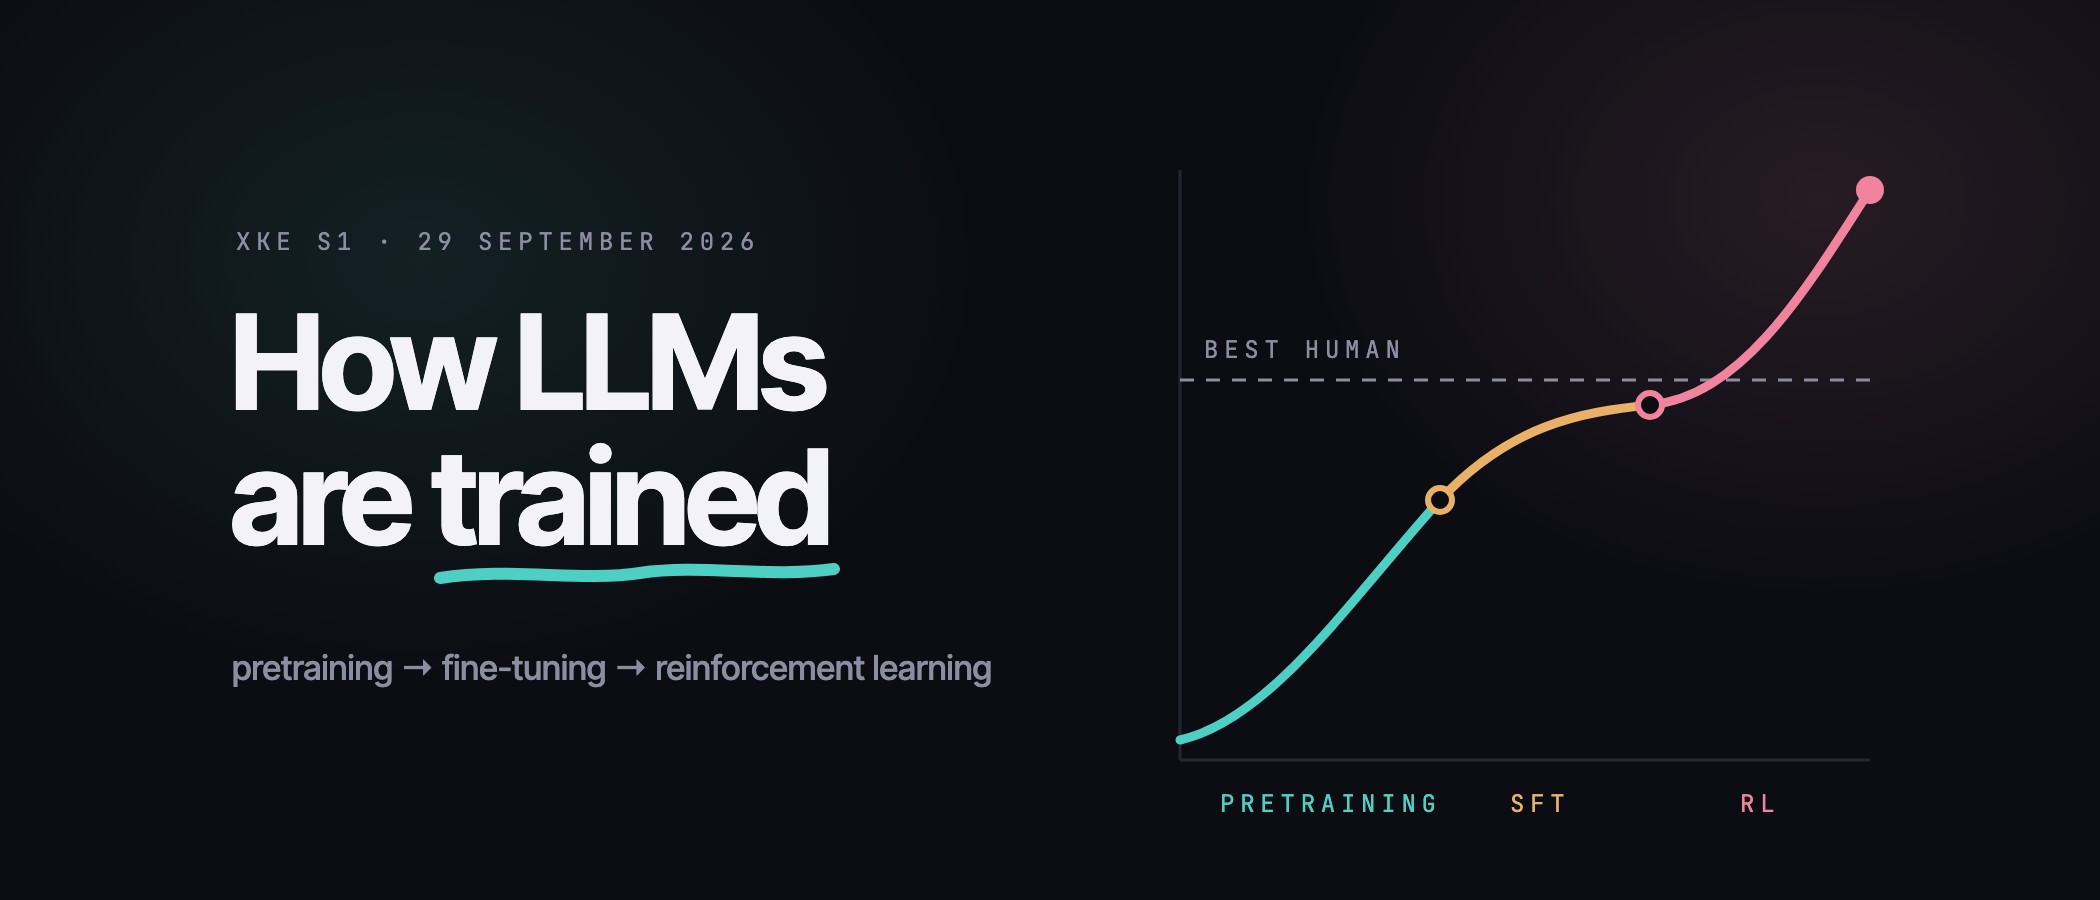 XKE S1 · 29 SEPTEMBER 2026
How LLMs
are trained
pretraining → fine-tuning → reinforcement learning
BEST HUMAN
PRETRAINING SFT RL